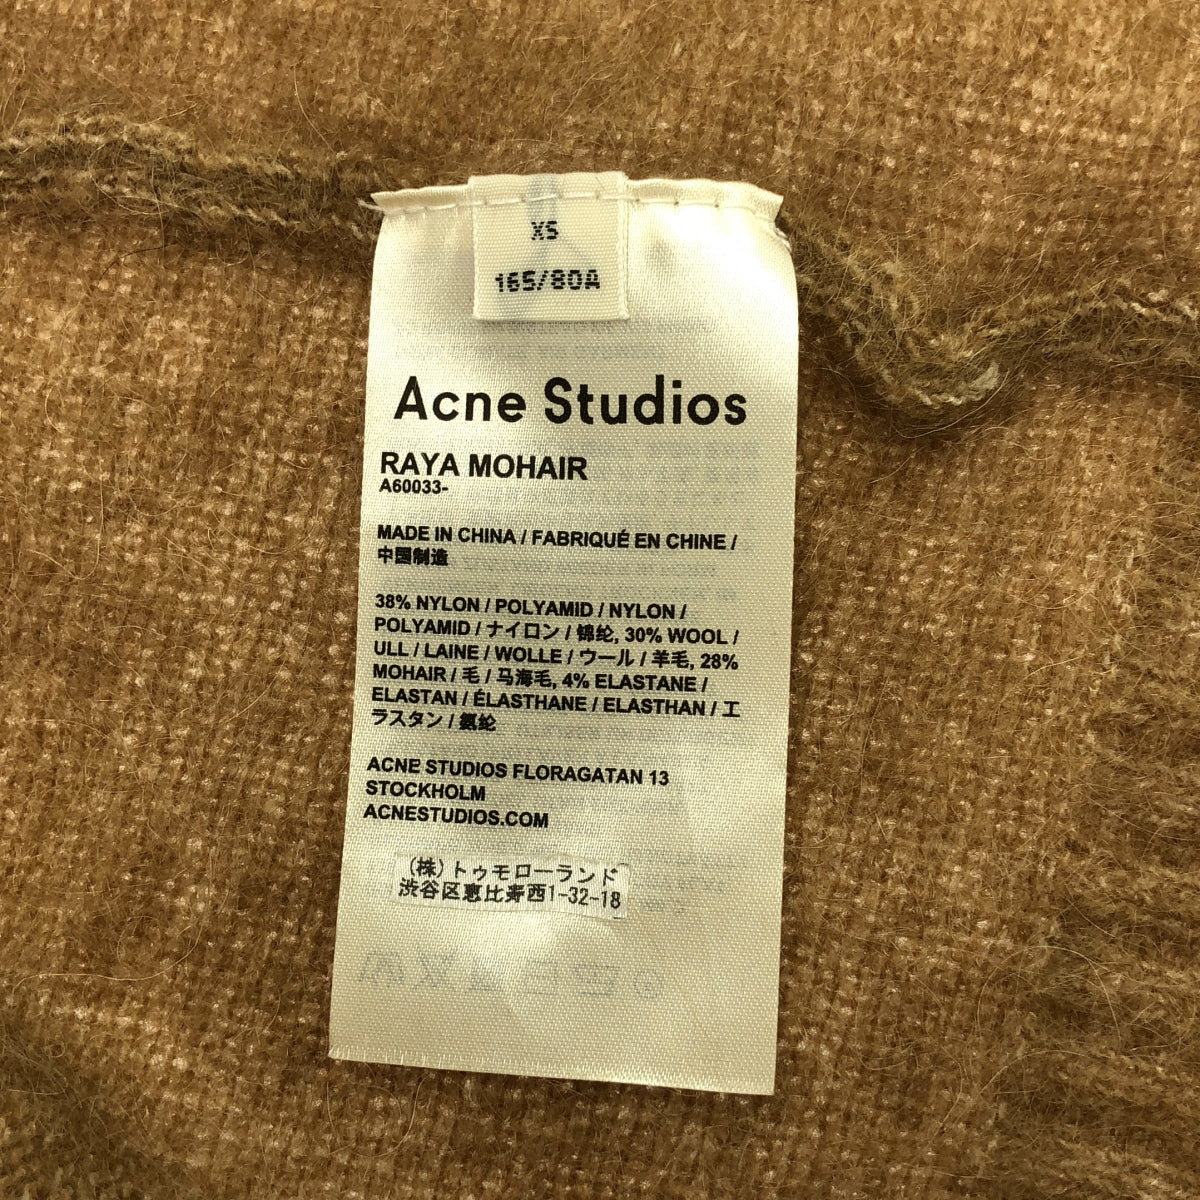 XS
165/80A
Acne Studios
RAYA MOHAIR
A60033-
MADE IN CHINA / FABRIQUÉ EN CHINE /
中国制造
38% NYLON / POLYAMID / NYLON /
POLYAMID / ナイロン / 锦纶, 30% WOOL /
ULL / LAINE / WOLLE / ウール / 羊毛, 28%
MOHAIR / 毛 / 马海毛, 4% ELASTANE /
ELASTAN / ÉLASTHANE / ELASTHAN / エ
ラスタン / 氨纶
ACNE STUDIOS FLORAGATAN 13
STOCKHOLM
ACNESTUDIOS.COM
(株)トゥモローランド
渋谷区恵比寿西1-32-18